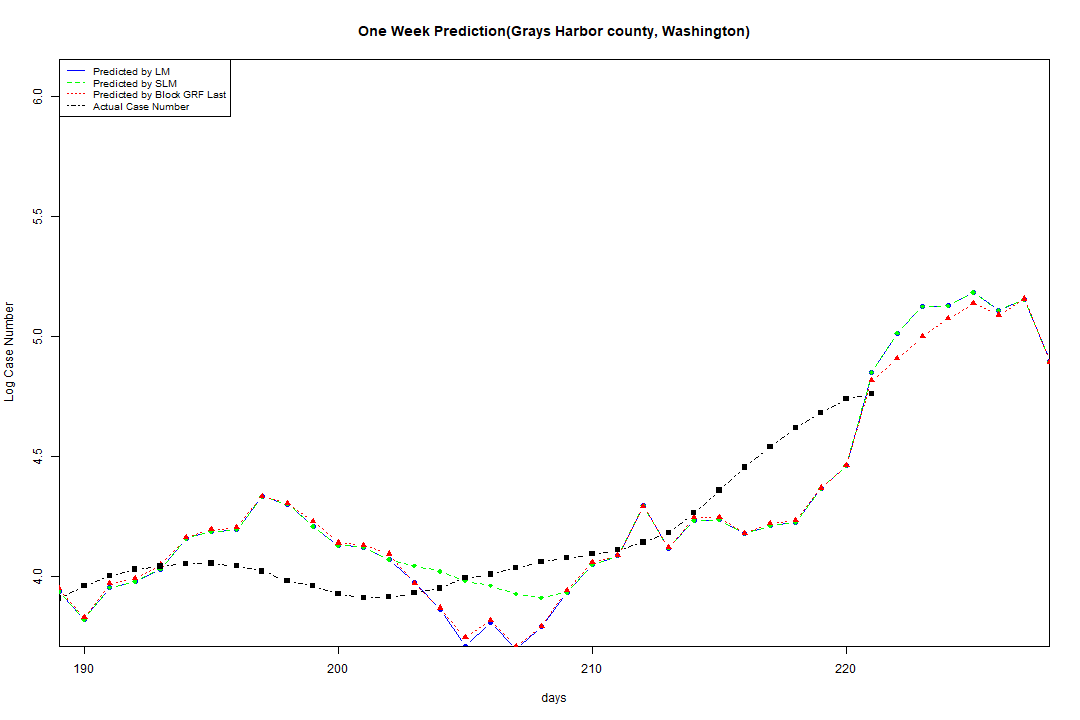 One Week Prediction(Grays Harbor county, Washington)
Predicted by LM
Predicted by SLM
Predicted by Block GRF Last
Actual Case Number
6.0
5.5
5.0
4.5
4.0
Log Case Number
190 200 210 220
days